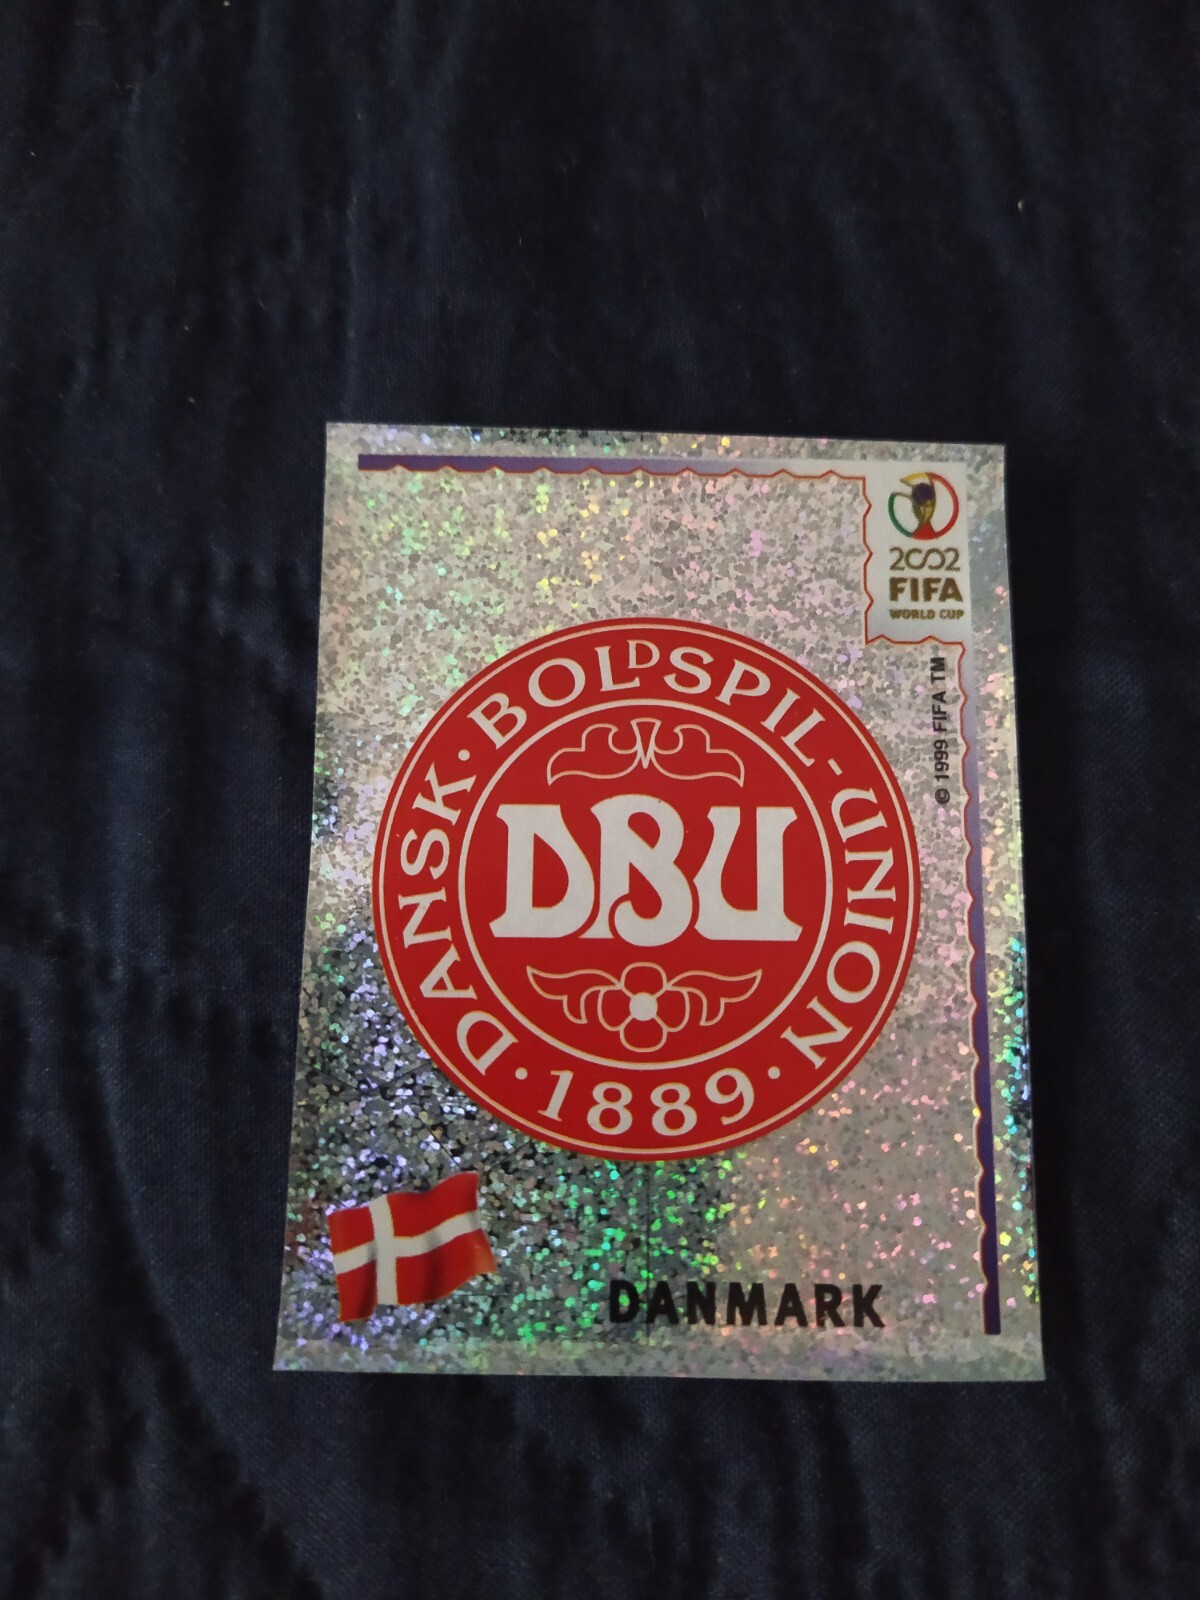 2002
FIFA
WORLD CUP
© 1999 FIFA TM
DANSK · BOLDSPIL-UNION · 1889 ·
DBU
DANMARK